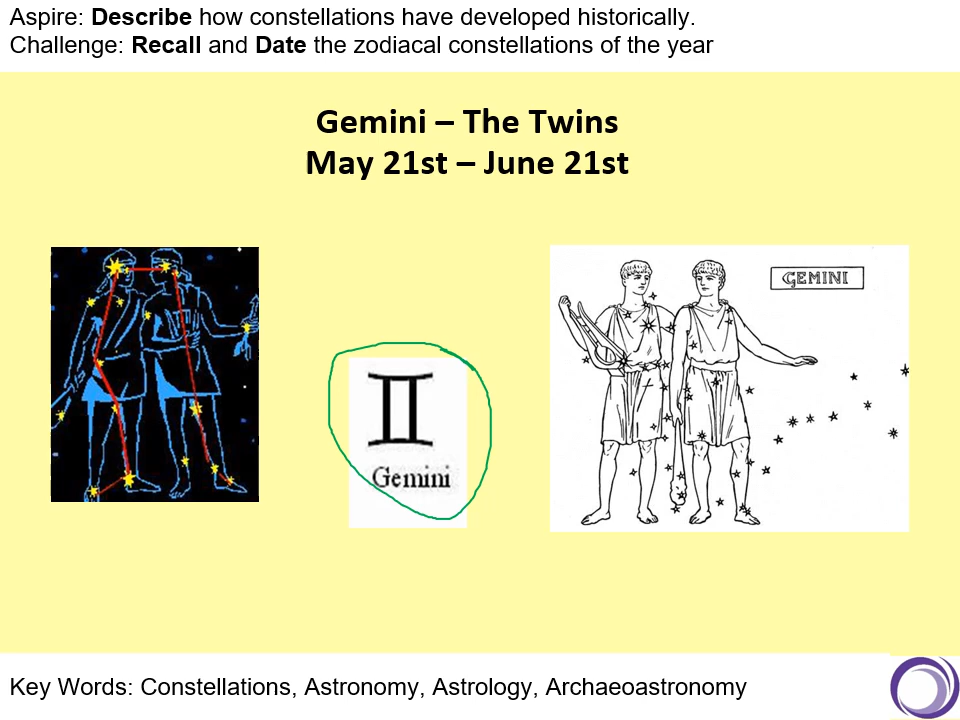 Aspire: Describe how constellations have developed historically.
Challenge: Recall and Date the zodiacal constellations of the year
Gemini – The Twins
May 21st – June 21st
GEMINI
Gemini
Key Words: Constellations, Astronomy, Astrology, Archaeoastronomy